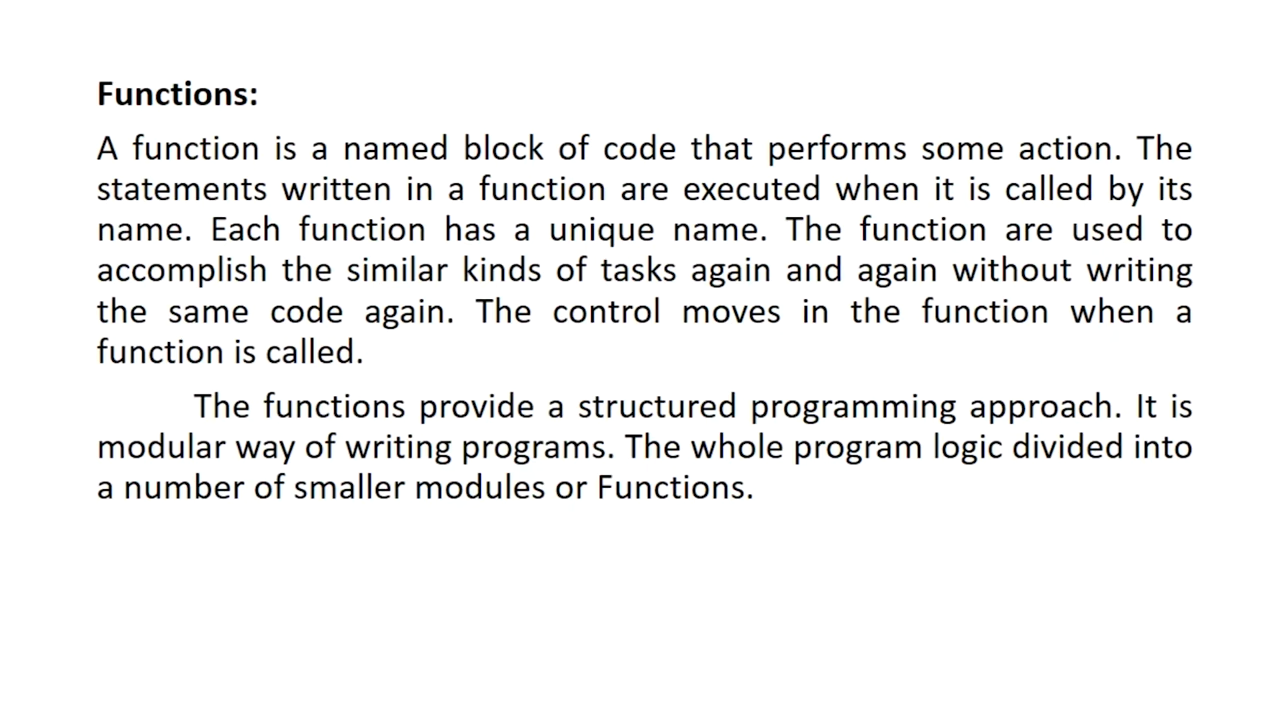 Functions:
A function is a named block of code that performs some action. The
statements written in a function are executed when it is called by its
name. Each function has a unique name. The function are used to
accomplish the similar kinds of tasks again and again without writing
the same code again. The control moves in the function when a
function is called.
The functions provide a structured programming approach. It is
modular way of writing programs. The whole program logic divided into
a number of smaller modules or Functions.